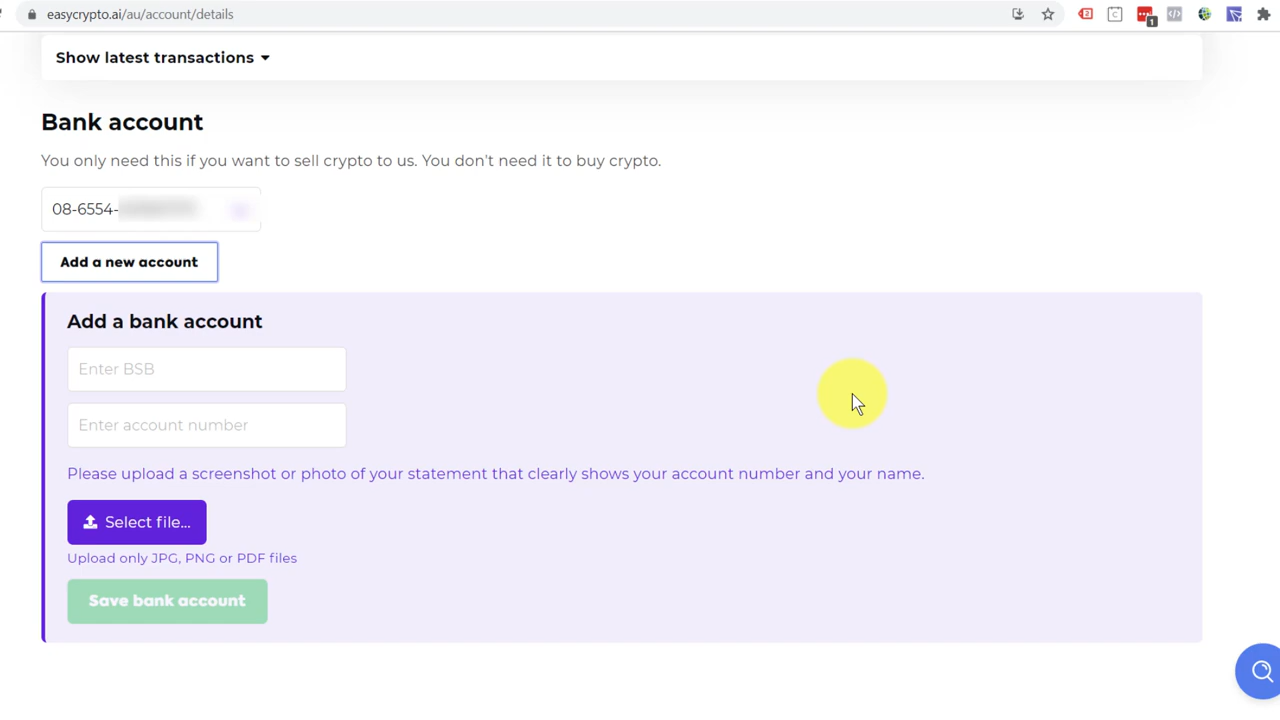 easycrypto.ai/au/account/details
2
C
1
Show latest transactions
Bank account
You only need this if you want to sell crypto to us. You don't need it to buy crypto.
08-6554-
Add a new account
Add a bank account
Enter BSB
Enter account number
Please upload a screenshot or photo of your statement that clearly shows your account number and your name.
Select file...
Upload only JPG, PNG or PDF files
Save bank account